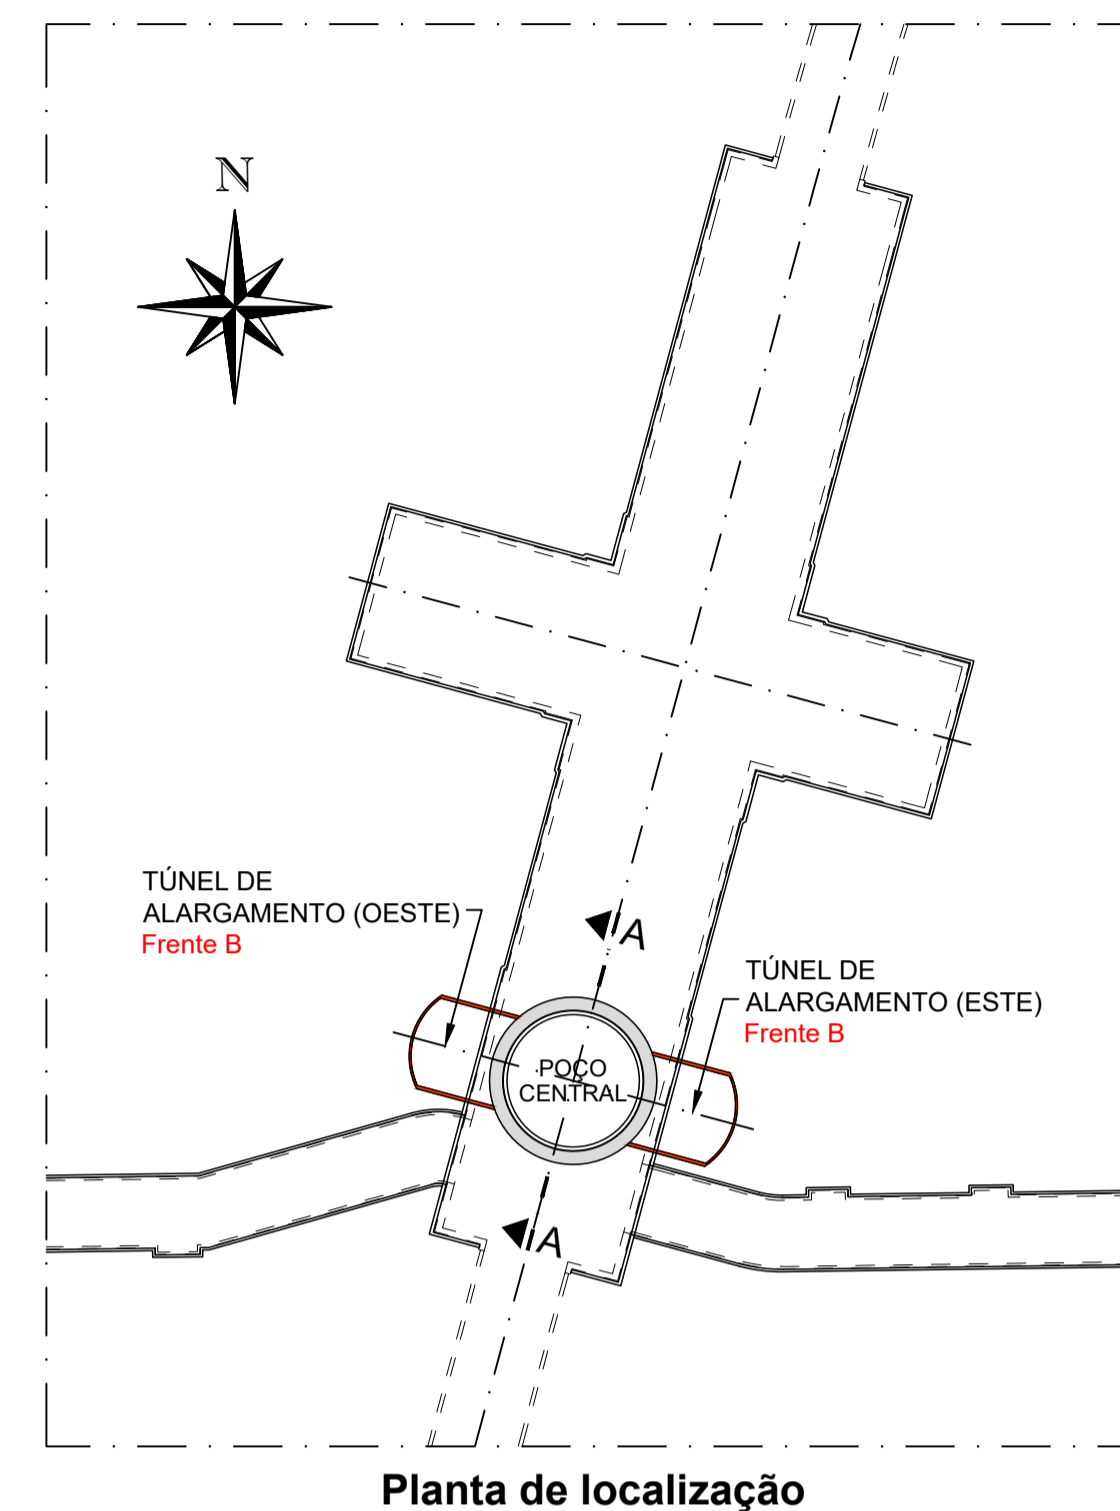 N
TÚNEL DE
ALARGAMENTO (OESTE)
Frente B
A
TÚNEL DE
ALARGAMENTO (ESTE)
Frente B
POÇO
CENTRAL
A
Planta de localização